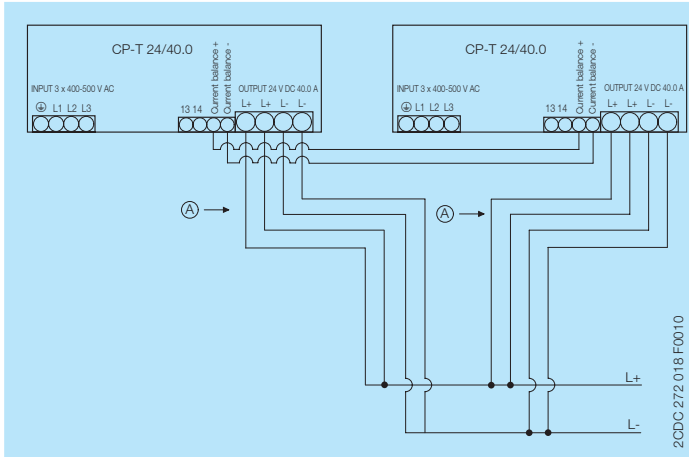 CP-T 24/40.0
INPUT 3 x 400-500 V AC
⏚ L1 L2 L3
13 14
Current balance +
Current balance -
OUTPUT 24 V DC 40.0 A
L+ L+ L- L-
CP-T 24/40.0
INPUT 3 x 400-500 V AC
⏚ L1 L2 L3
13 14
Current balance +
Current balance -
OUTPUT 24 V DC 40.0 A
L+ L+ L- L-
A
A
L+
L-
2CDC 272 018 F0010